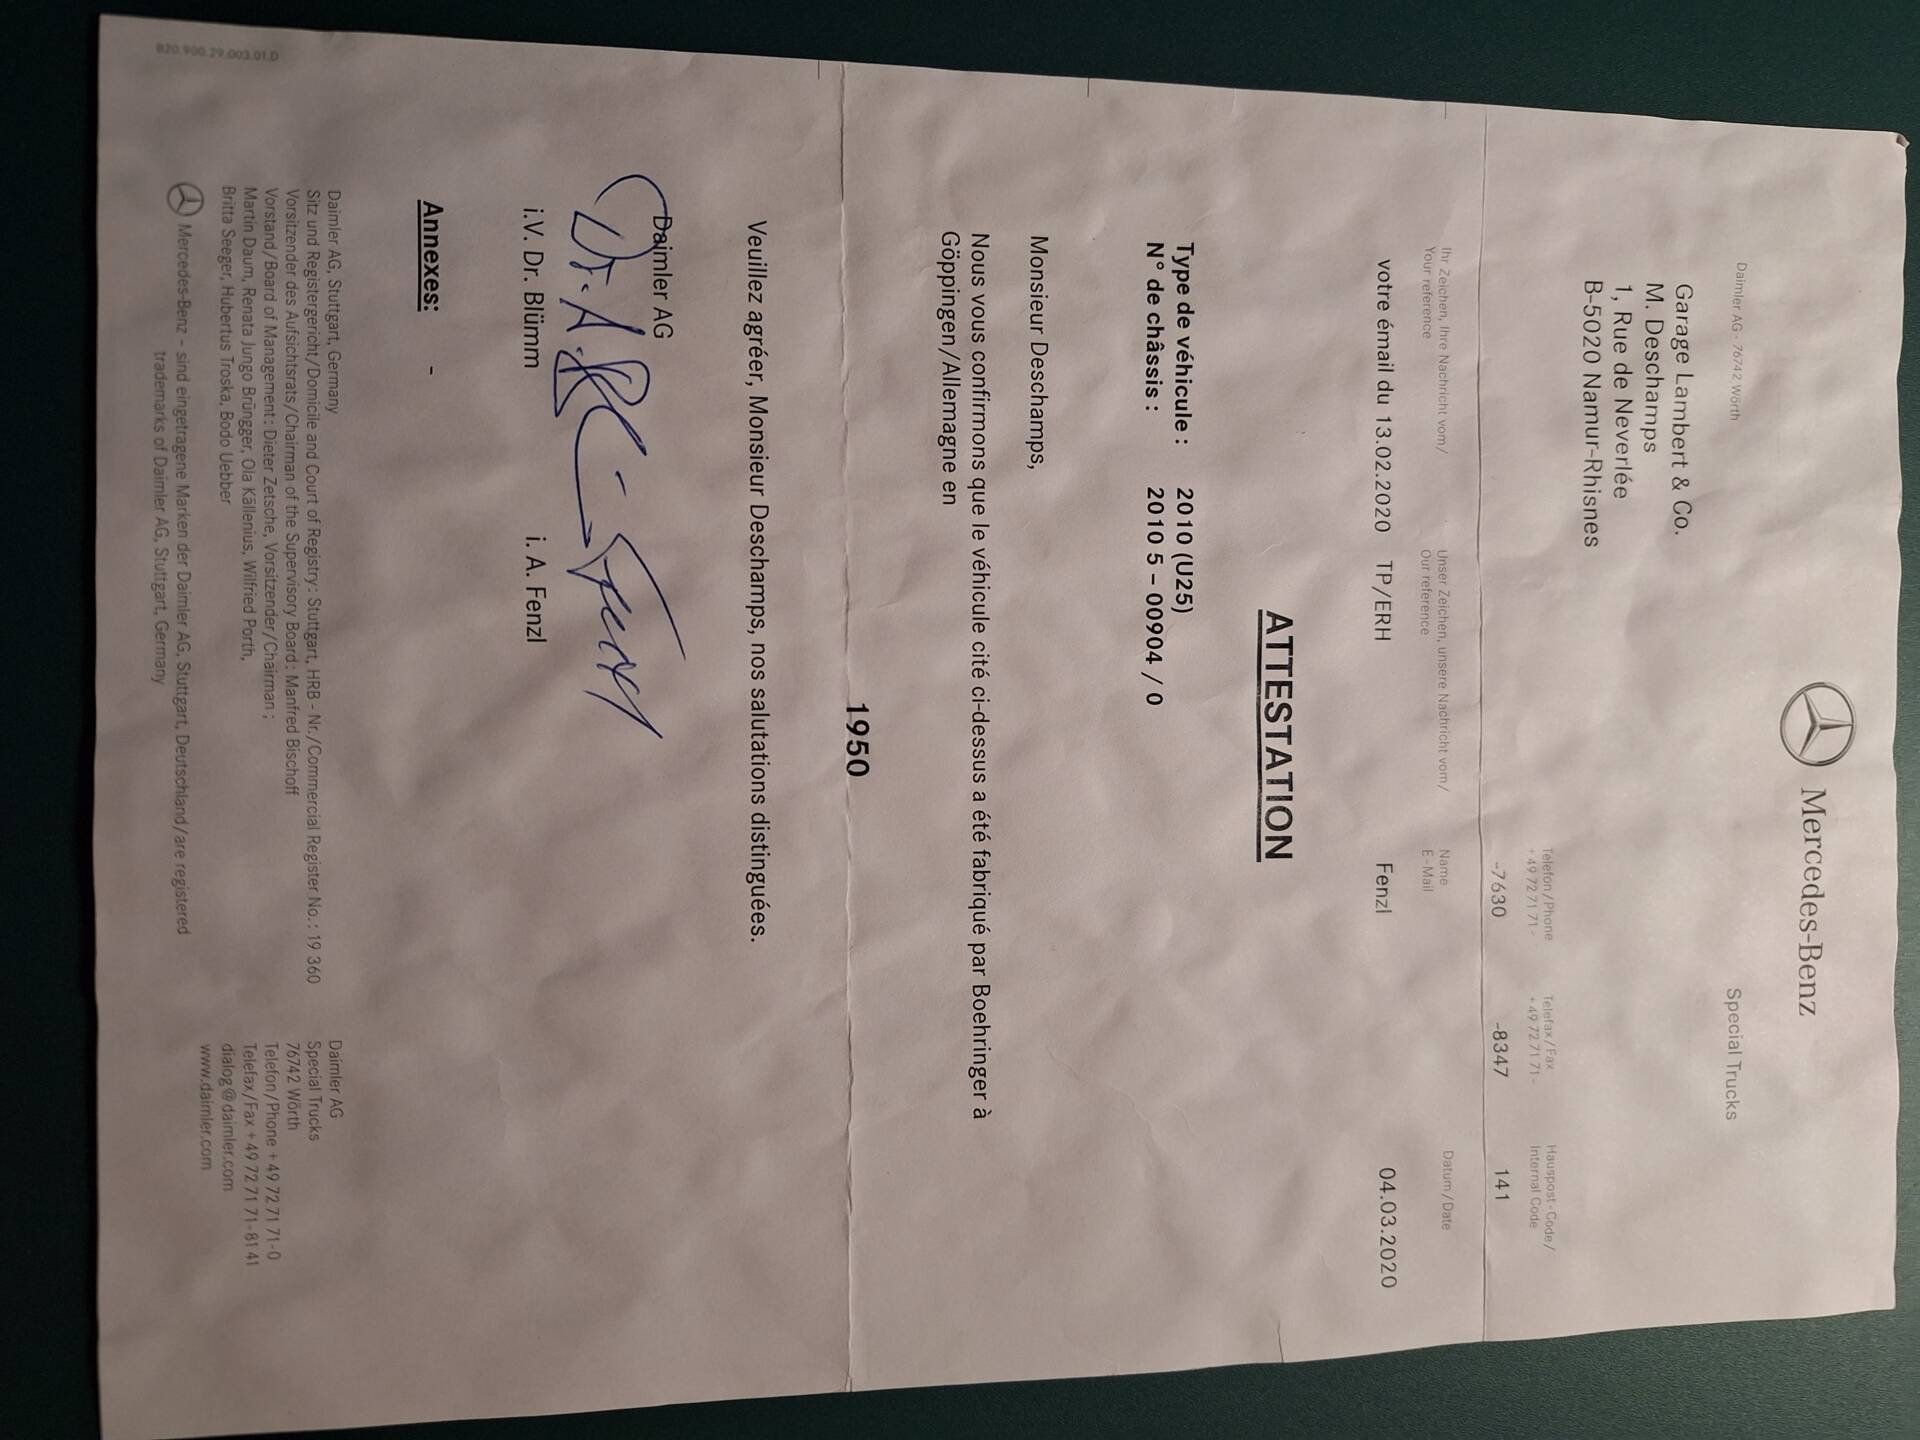 Mercedes-Benz
Special Trucks
Daimler AG · 76742 Wörth
Garage Lambert & Co.
M. Deschamps
1, Rue de Neverlée
B-5020 Namur-Rhisnes
Telefon/Phone
+49 72 71 71 -
-7630
Telefax/Fax
+49 72 71 71 -
-8347
Hauspost-Code/
Internal Code
141
Ihr Zeichen, Ihre Nachricht vom/
Your reference
Unser Zeichen, unsere Nachricht vom/
Our reference
Name
E-Mail
Datum/Date
votre émail du 13.02.2020 TP/ERH Fenzl 04.03.2020
ATTESTATION
Type de véhicule : 2010 (U25)
N° de châssis : 2010 5 - 00904 / 0
Monsieur Deschamps,
Nous vous confirmons que le véhicule cité ci-dessus a été fabriqué par Boehringer à
Göppingen/Allemagne en
1950
Veuillez agréer, Monsieur Deschamps, nos salutations distinguées.
Daimler AG
i.V. Dr. Blümm i. A. Fenzl
Annexes: -
Daimler AG, Stuttgart, Germany
Sitz und Registergericht/Domicile and Court of Registry: Stuttgart, HRB - Nr./Commercial Register No.: 19 360
Vorsitzender des Aufsichtsrats/Chairman of the Supervisory Board: Manfred Bischoff
Vorstand/Board of Management: Dieter Zetsche, Vorsitzender/Chairman ;
Martin Daum, Renata Jungo Brüngger, Ola Källenius, Wilfried Porth,
Britta Seeger, Hubertus Troska, Bodo Uebber
Daimler AG
Special Trucks
76742 Wörth
Telefon/Phone +49 72 71 71-0
Telefax/Fax +49 72 71 71-81 41
dialog@daimler.com
www.daimler.com
Mercedes-Benz – sind eingetragene Marken der Daimler AG, Stuttgart, Deutschland/are registered
trademarks of Daimler AG, Stuttgart, Germany
B20.900.29.003.01.D